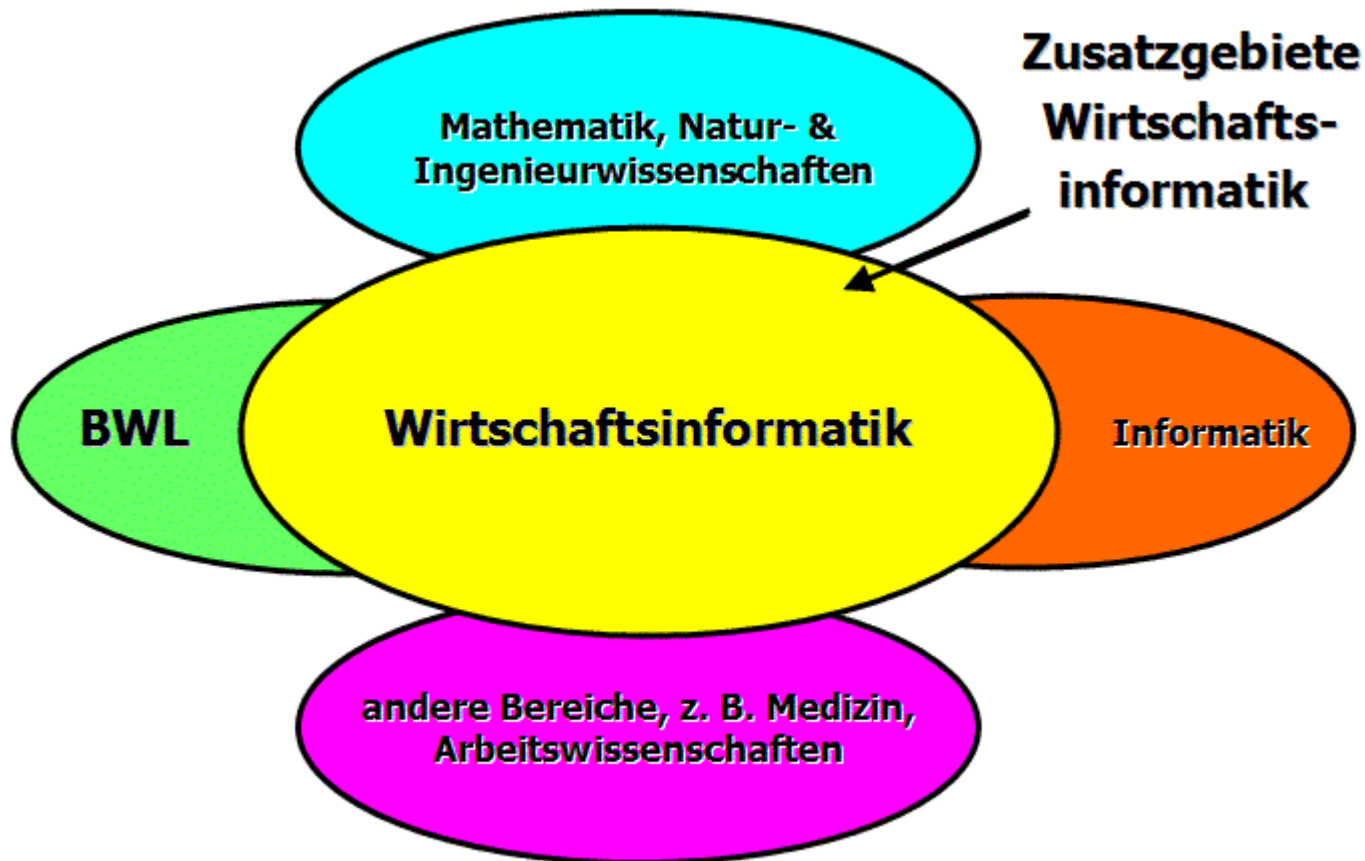 Zusatzgebiete
Wirtschafts-
informatik
Mathematik, Natur- &
Ingenieurwissenschaften
BWL
Wirtschaftsinformatik
Informatik
andere Bereiche, z. B. Medizin,
Arbeitswissenschaften